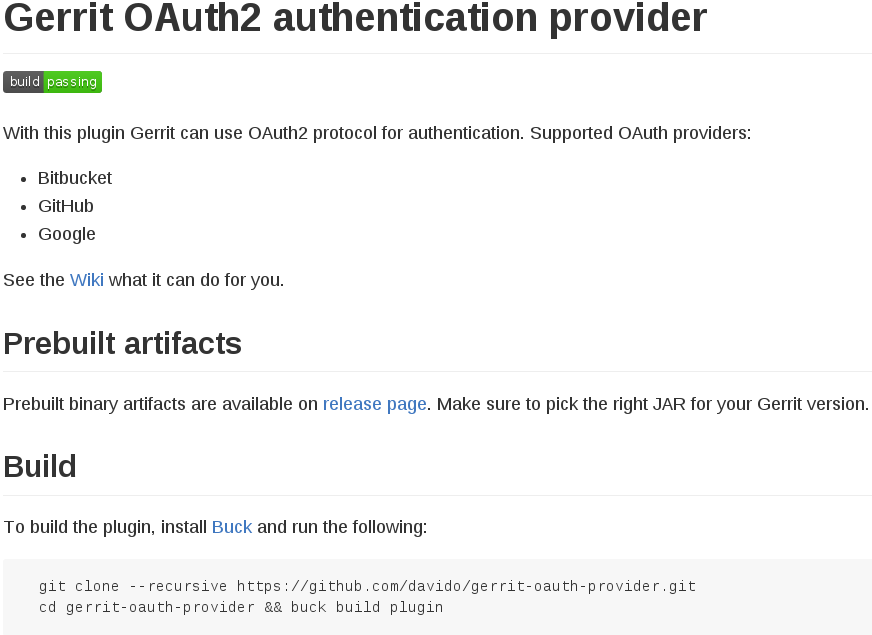 Gerrit OAuth2 authentication provider
build passing
With this plugin Gerrit can use OAuth2 protocol for authentication. Supported OAuth providers:
• Bitbucket
• GitHub
• Google
See the Wiki what it can do for you.
Prebuilt artifacts
Prebuilt binary artifacts are available on release page. Make sure to pick the right JAR for your Gerrit version.
Build
To build the plugin, install Buck and run the following:
git clone --recursive https://github.com/davido/gerrit-oauth-provider.git
cd gerrit-oauth-provider && buck build plugin